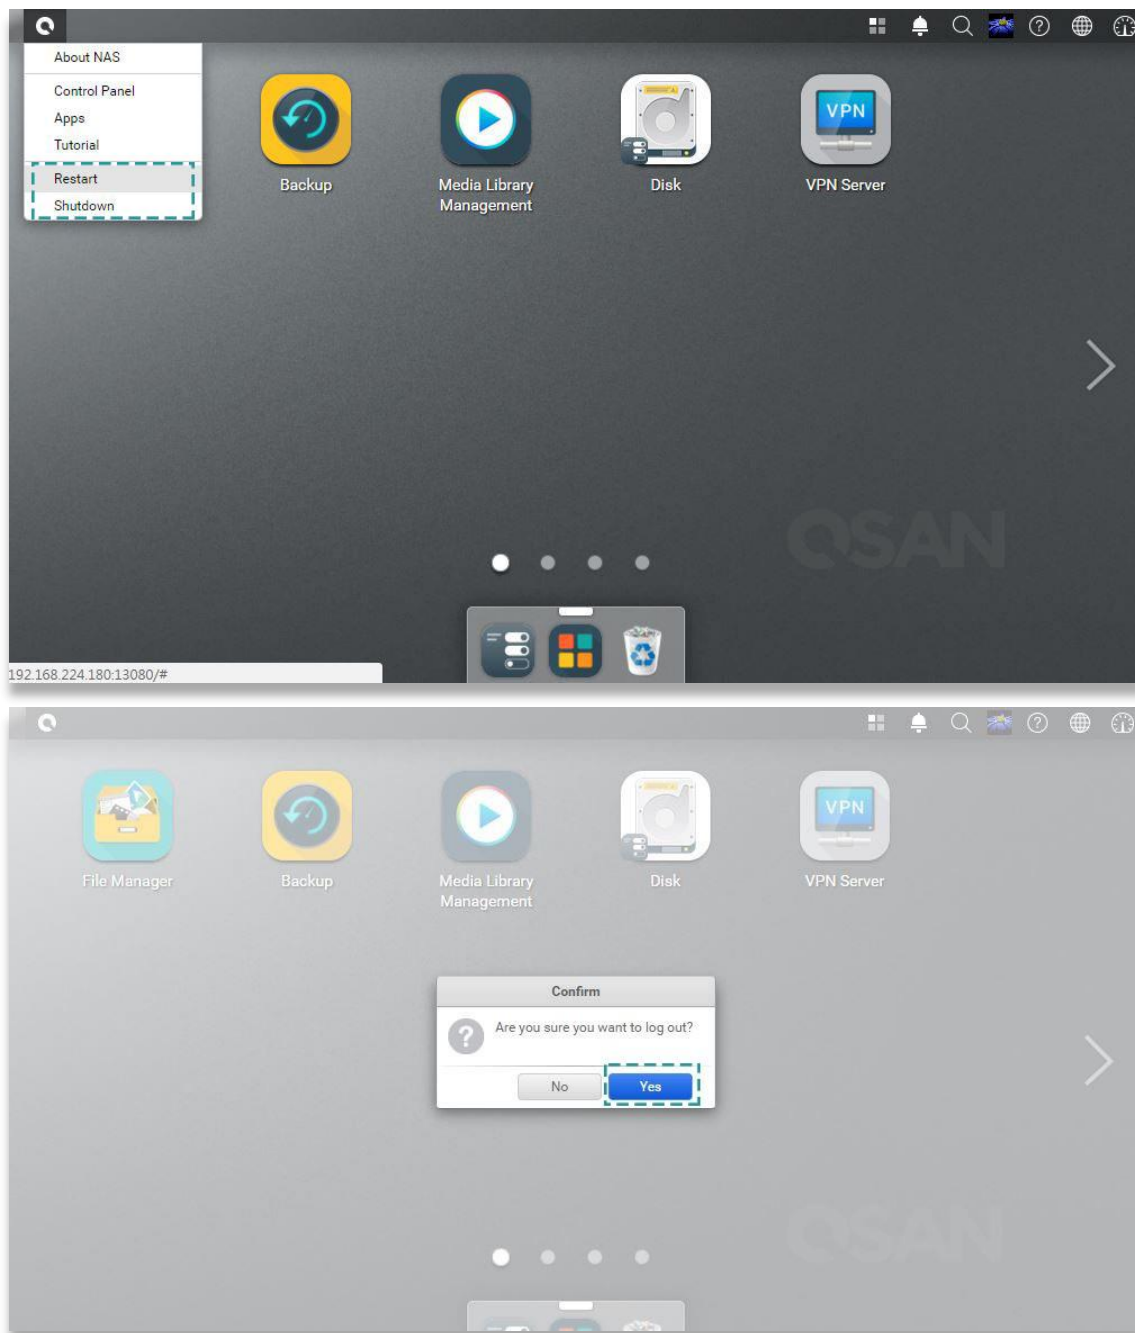 About NAS
Control Panel
Apps
Tutorial
Restart
Shutdown
Backup
Media Library
Management
Disk
VPN
VPN Server
QSAN
192.168.224.180:13080/#
File Manager
Backup
Media Library
Management
Disk
VPN
VPN Server
Confirm
Are you sure you want to log out?
No
Yes
QSAN